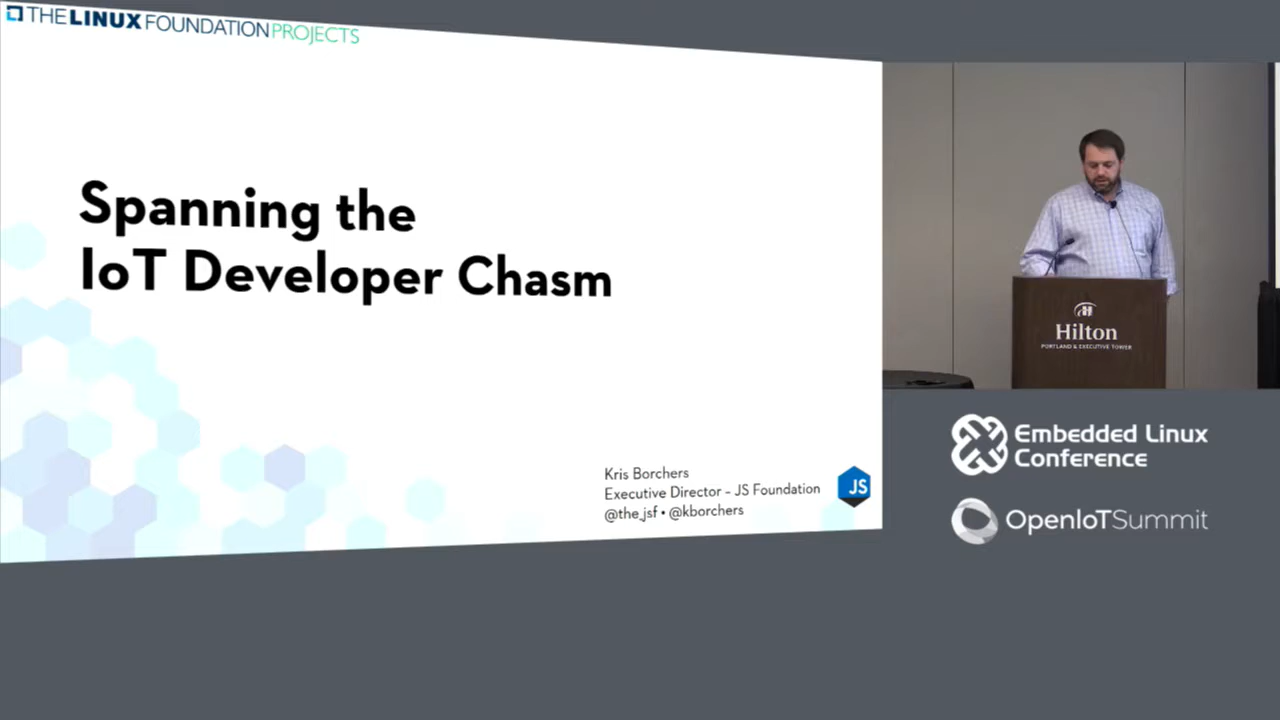 THE LINUX FOUNDATION PROJECTS
Spanning the
IoT Developer Chasm
Kris Borchers
Executive Director – JS Foundation
@the_jsf • @kborchers
JS
Hilton
PORTLAND & EXECUTIVE TOWER
Embedded Linux
Conference
OpenIoTSummit